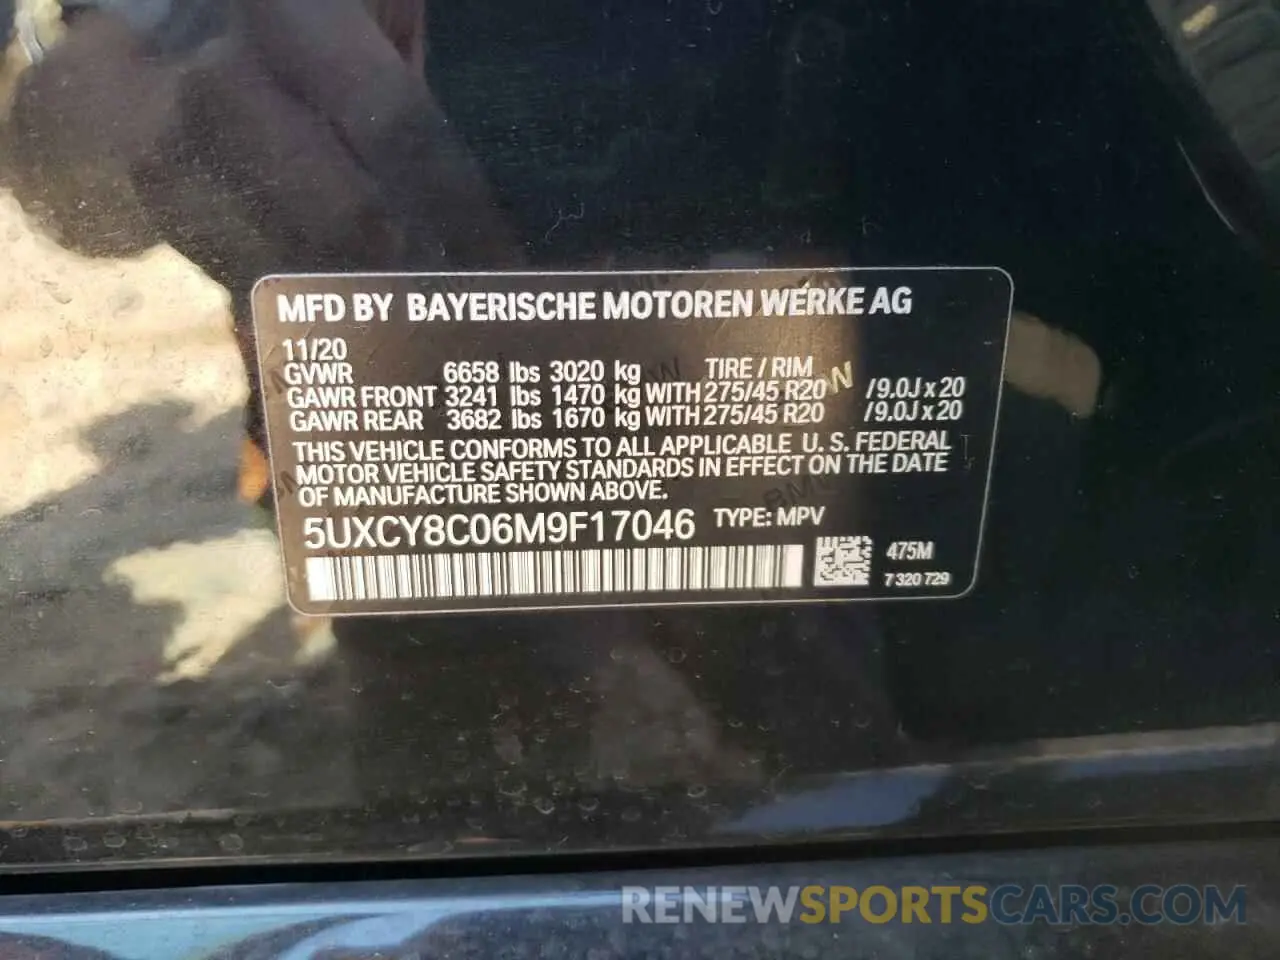 MFD BY BAYERISCHE MOTOREN WERKE AG
11/20
GVWR 6658 lbs 3020 kg TIRE / RIM
GAWR FRONT 3241 lbs 1470 kg WITH 275/45 R20 /9.0J x 20
GAWR REAR 3682 lbs 1670 kg WITH 275/45 R20 /9.0J x 20
THIS VEHICLE CONFORMS TO ALL APPLICABLE U. S. FEDERAL
MOTOR VEHICLE SAFETY STANDARDS IN EFFECT ON THE DATE
OF MANUFACTURE SHOWN ABOVE.
5UXCY8C06M9F17046 TYPE: MPV
475M
7 320 729
RENEWSPORTSCARS.COM